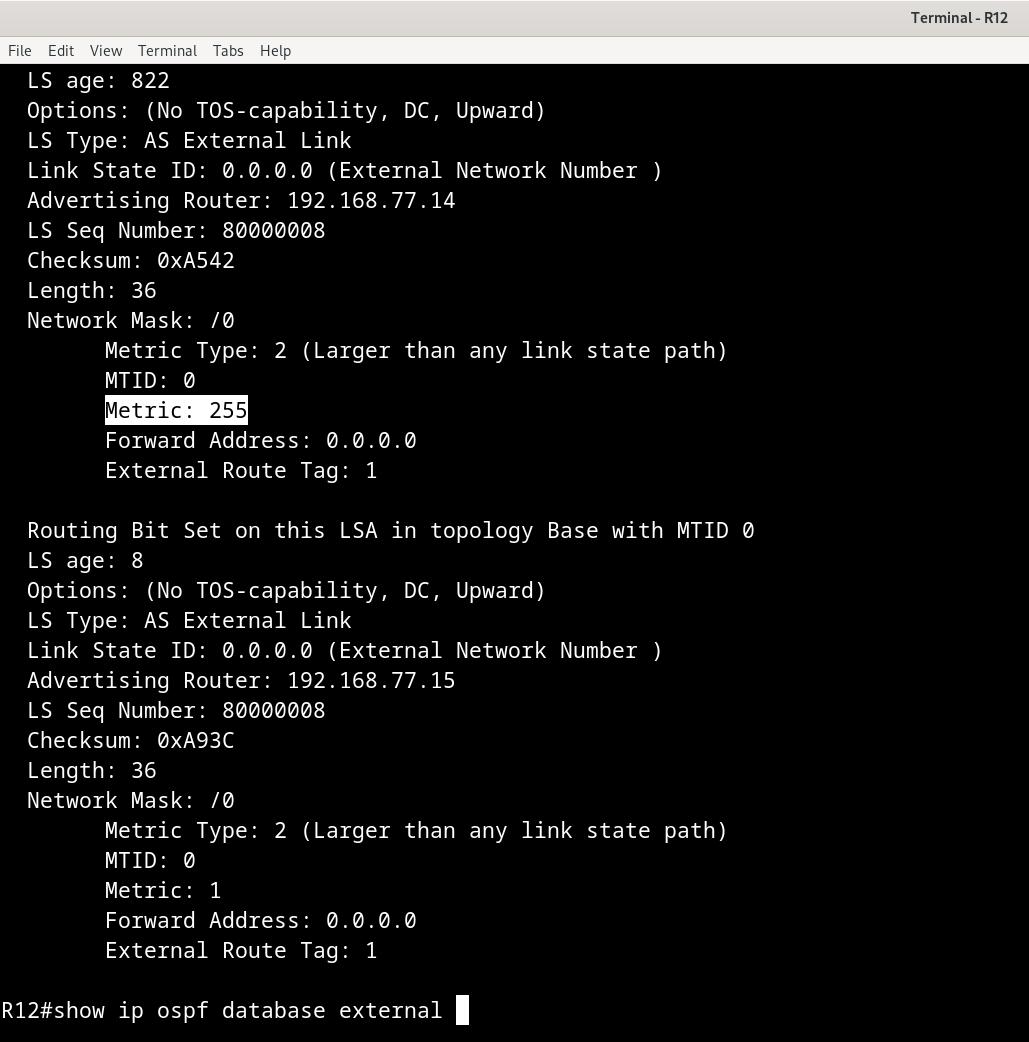 Terminal - R12
File Edit View Terminal Tabs Help
LS age: 822
Options: (No TOS-capability, DC, Upward)
LS Type: AS External Link
Link State ID: 0.0.0.0 (External Network Number )
Advertising Router: 192.168.77.14
LS Seq Number: 80000008
Checksum: 0xA542
Length: 36
Network Mask: /0
Metric Type: 2 (Larger than any link state path)
MTID: 0
Metric: 255
Forward Address: 0.0.0.0
External Route Tag: 1
Routing Bit Set on this LSA in topology Base with MTID 0
LS age: 8
Options: (No TOS-capability, DC, Upward)
LS Type: AS External Link
Link State ID: 0.0.0.0 (External Network Number )
Advertising Router: 192.168.77.15
LS Seq Number: 80000008
Checksum: 0xA93C
Length: 36
Network Mask: /0
Metric Type: 2 (Larger than any link state path)
MTID: 0
Metric: 1
Forward Address: 0.0.0.0
External Route Tag: 1
R12#show ip ospf database external